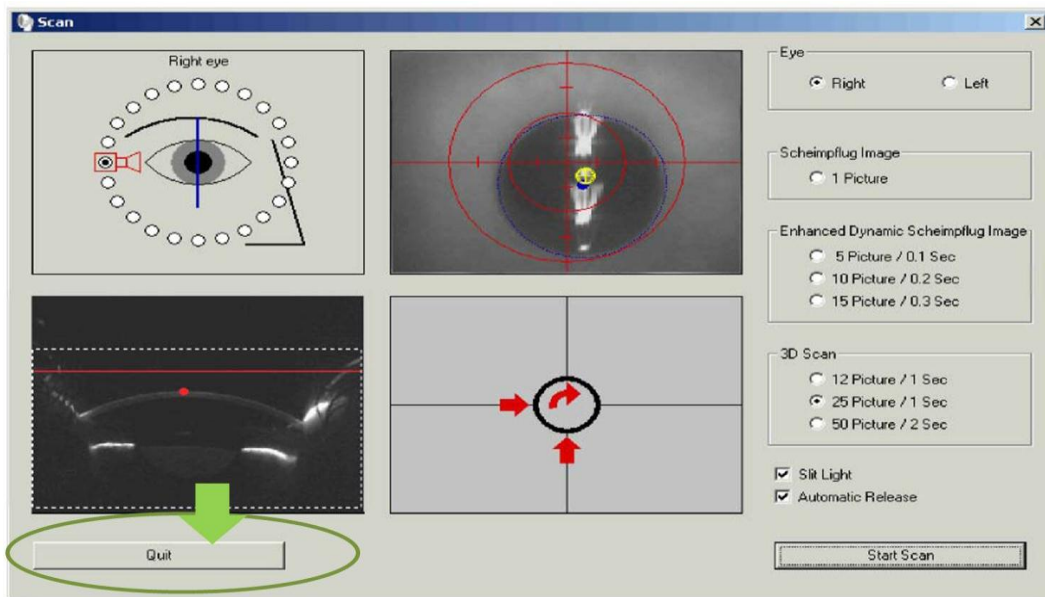 Scan
Right eye
Eye
Right
Left
Scheimpflug Image
1 Picture
Enhanced Dynamic Scheimpflug Image
5 Picture / 0.1 Sec
10 Picture / 0.2 Sec
15 Picture / 0.3 Sec
3D Scan
12 Picture / 1 Sec
25 Picture / 1 Sec
50 Picture / 2 Sec
Slit Light
Automatic Release
Quit
Start Scan